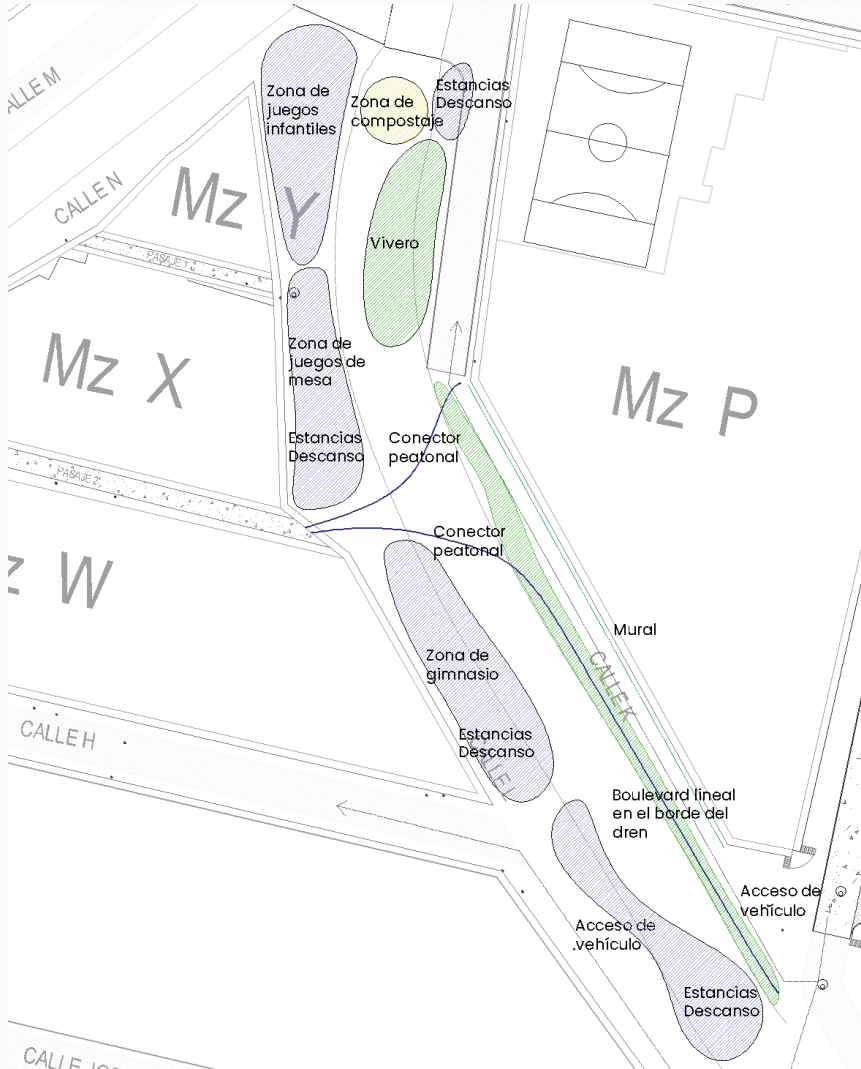 Zona de
juegos
infantiles
Zona de
compostaje
Estancias
Descanso
CALLE M
CALLE N
Mz Y
Vivero
PASAJE 1
Zona de
juegos de
mesa
Mz X
Mz P
Estancias
Descanso
Conector
peatonal
PASAJE 2
Conector
peatonal
z W
Mural
Zona de
gimnasio
CALLE K
Estancias
Descanso
CALLE H
Boulevard lineal
en el borde del
dren
Acceso de
vehículo
Acceso de
vehículo
Estancias
Descanso